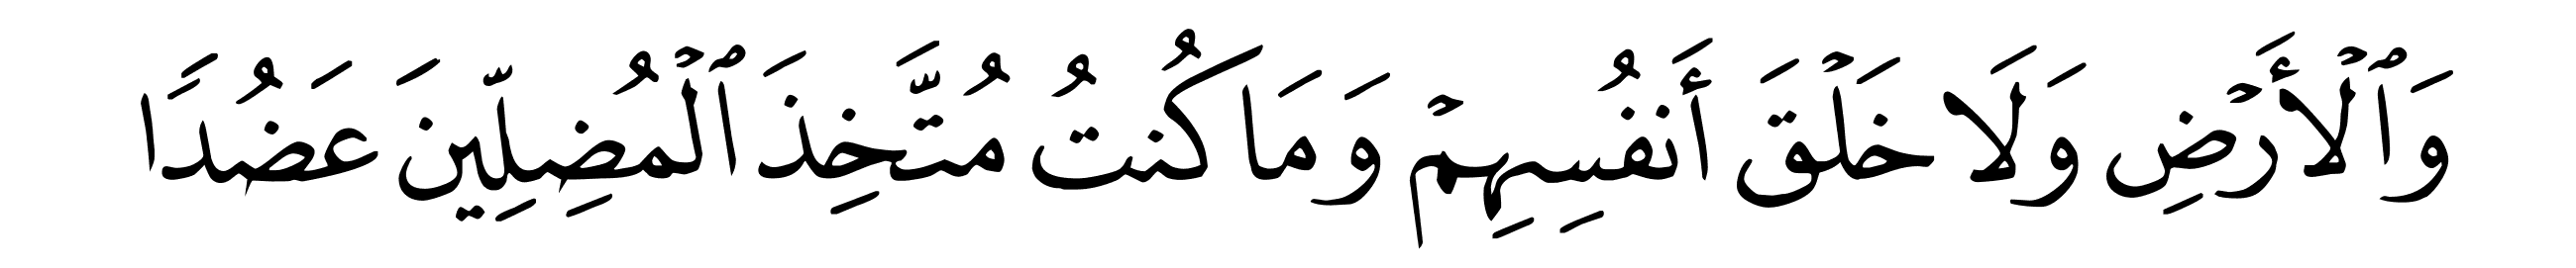 وَٱلْأَرْضِ وَلَا خَلْقَ أَنفُسِهِمْ وَمَا كُنتُ مُتَّخِذَ ٱلْمُضِلِّينَ عَضُدًا